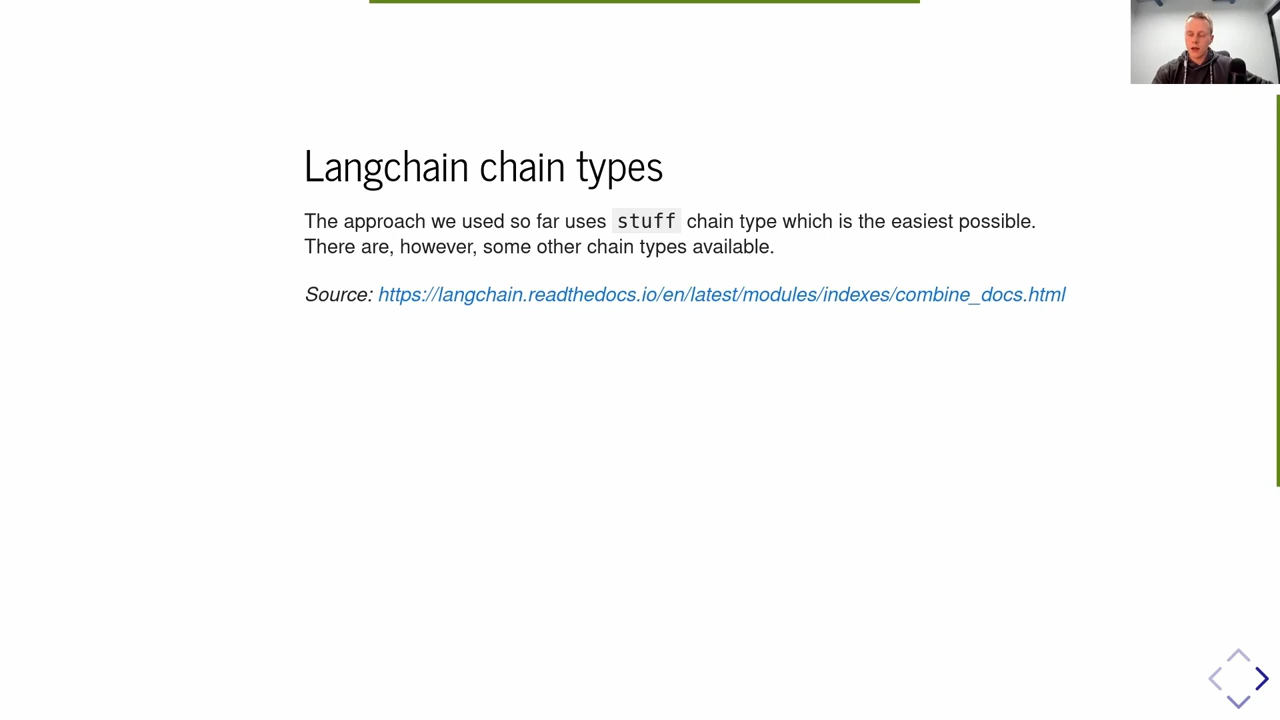 Langchain chain types
The approach we used so far uses stuff chain type which is the easiest possible.
There are, however, some other chain types available.
Source: https://langchain.readthedocs.io/en/latest/modules/indexes/combine_docs.html